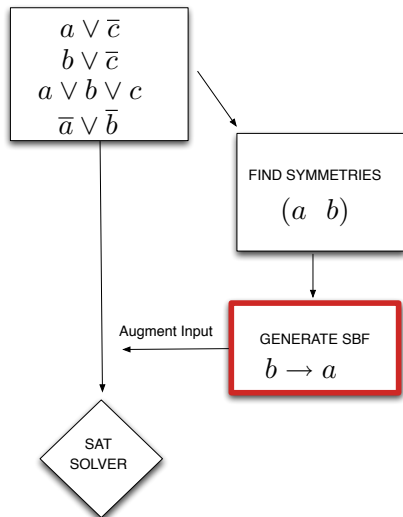 a ∨ c̅
b ∨ c̅
a ∨ b ∨ c
a̅ ∨ b̅
FIND SYMMETRIES
(a b)
Augment Input
GENERATE SBF
b → a
SAT
SOLVER